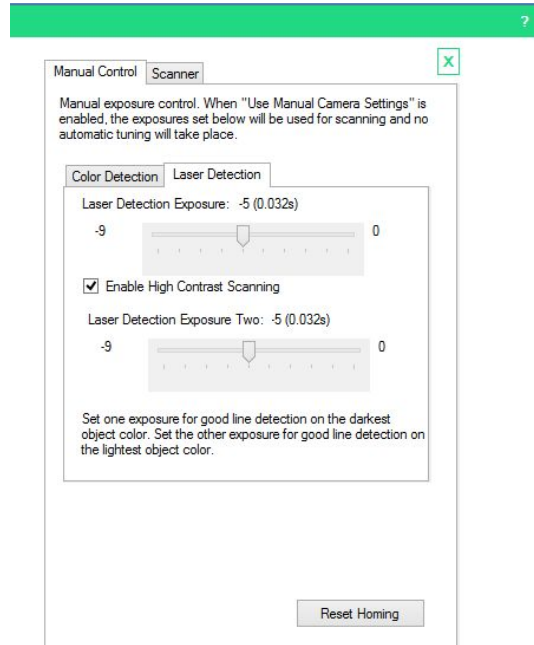 ?
X
Manual Control Scanner
Manual exposure control. When "Use Manual Camera Settings" is
enabled, the exposures set below will be used for scanning and no
automatic tuning will take place.
Color Detection Laser Detection
Laser Detection Exposure: -5 (0.032s)
-9 0
Enable High Contrast Scanning
Laser Detection Exposure Two: -5 (0.032s)
-9 0
Set one exposure for good line detection on the darkest
object color. Set the other exposure for good line detection on
the lightest object color.
Reset Homing